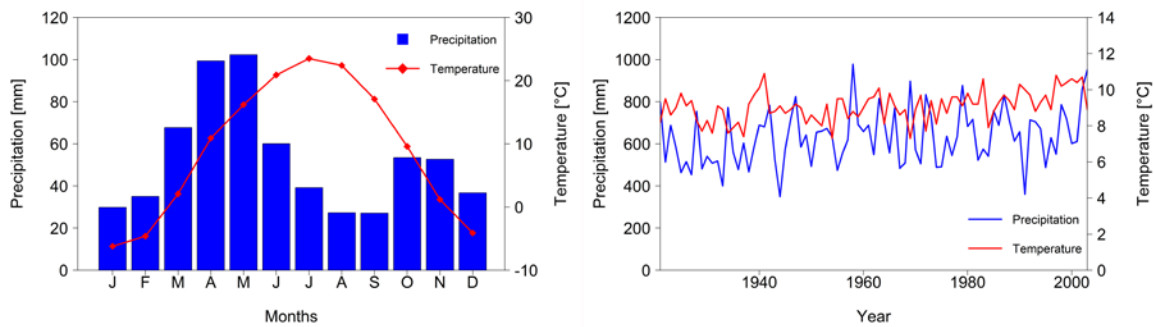 120
100
80
60
40
20
0
Precipitation [mm]
30
20
10
0
-10
Temperature [°C]
Precipitation
Temperature
J F M A M J J A S O N D
Months
1200
1000
800
600
400
200
0
Precipitation [mm]
14
12
10
8
6
4
2
0
Temperature [°C]
Precipitation
Temperature
1940 1960 1980 2000
Year